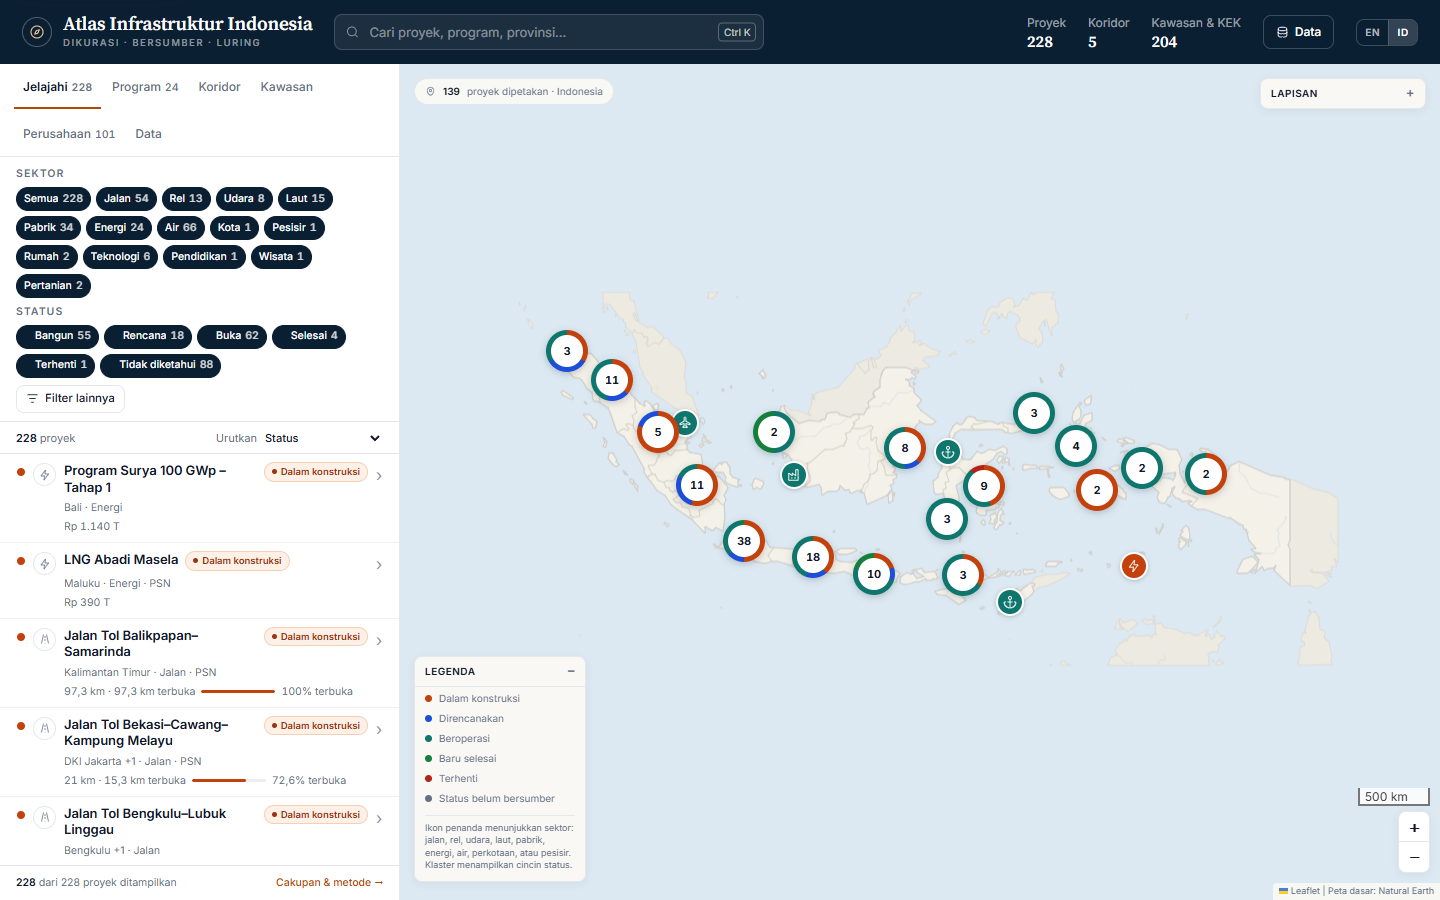 Atlas Infrastruktur Indonesia
DIKURASI · BERSUMBER · LURING
Cari proyek, program, provinsi...
Ctrl K
Proyek
228
Koridor
5
Kawasan & KEK
204
Data
EN
ID
Jelajahi 228
Program 24
Koridor
Kawasan
Perusahaan 101
Data
SEKTOR
Semua 228
Jalan 54
Rel 13
Udara 8
Laut 15
Pabrik 34
Energi 24
Air 66
Kota 1
Pesisir 1
Rumah 2
Teknologi 6
Pendidikan 1
Wisata 1
Pertanian 2
STATUS
Bangun 55
Rencana 18
Buka 62
Selesai 4
Terhenti 1
Tidak diketahui 88
Filter lainnya
228 proyek
Urutkan Status
Program Surya 100 GWp –
Tahap 1
Dalam konstruksi
Bali · Energi
Rp 1.140 T
LNG Abadi Masela
Dalam konstruksi
Maluku · Energi · PSN
Rp 390 T
Jalan Tol Balikpapan–
Samarinda
Dalam konstruksi
Kalimantan Timur · Jalan · PSN
97,3 km · 97,3 km terbuka
100% terbuka
Jalan Tol Bekasi–Cawang–
Kampung Melayu
Dalam konstruksi
DKI Jakarta +1 · Jalan · PSN
21 km · 15,3 km terbuka
72,6% terbuka
Jalan Tol Bengkulu–Lubuk
Linggau
Dalam konstruksi
Bengkulu +1 · Jalan
228 dari 228 proyek ditampilkan
Cakupan & metode →
139 proyek dipetakan · Indonesia
LAPISAN +
3
11
5
2
11
38
18
10
8
9
3
3
3
4
2
2
2
LEGENDA −
Dalam konstruksi
Direncanakan
Beroperasi
Baru selesai
Terhenti
Status belum bersumber
Ikon penanda menunjukkan sektor:
jalan, rel, udara, laut, pabrik,
energi, air, perkotaan, atau pesisir.
Klaster menampilkan cincin status.
500 km
+
−
Leaflet | Peta dasar: Natural Earth